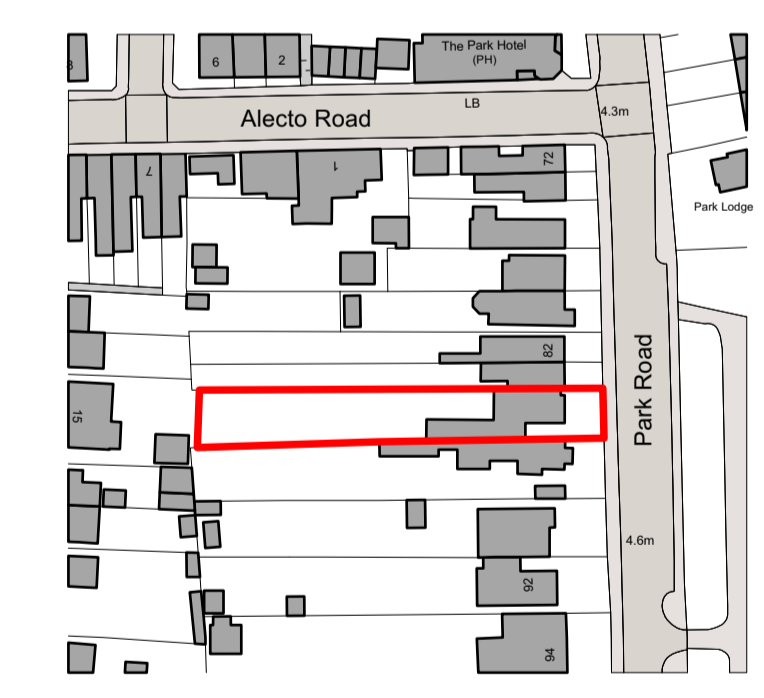 The Park Hotel
(PH)
6
2
LB
4.3m
Alecto Road
7
1
72
Park Lodge
82
Park Road
15
4.6m
92
94